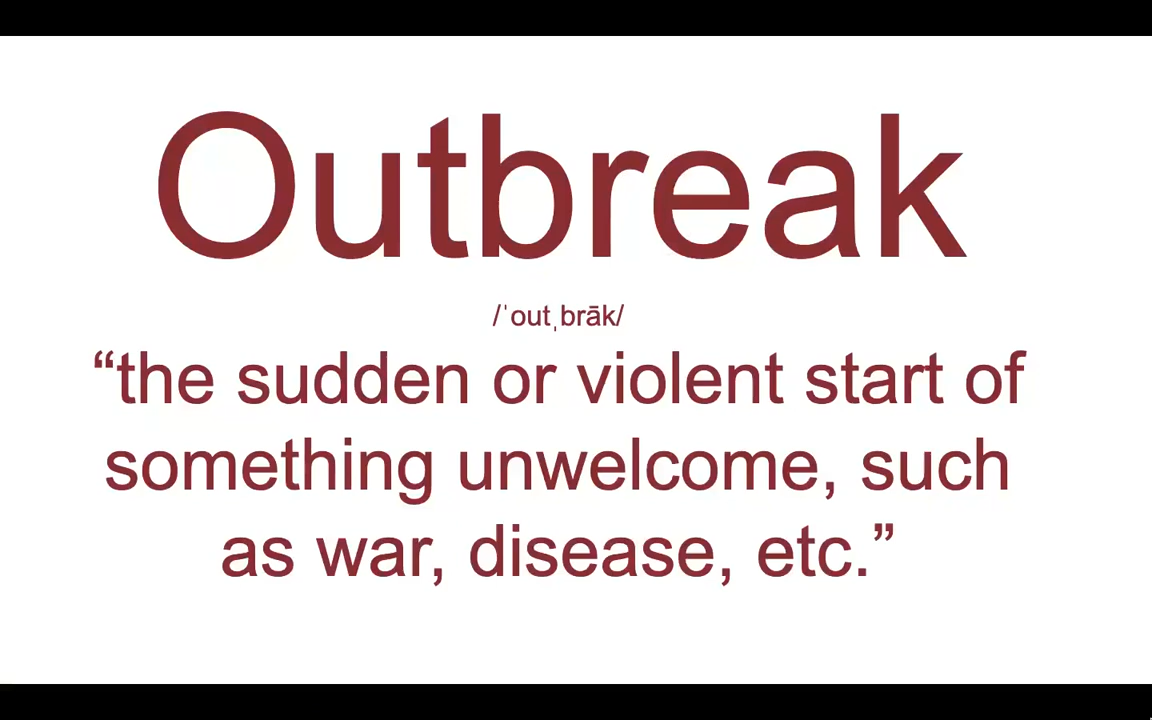 Outbreak
/ˈoutˌbrāk/
“the sudden or violent start of
something unwelcome, such
as war, disease, etc.”